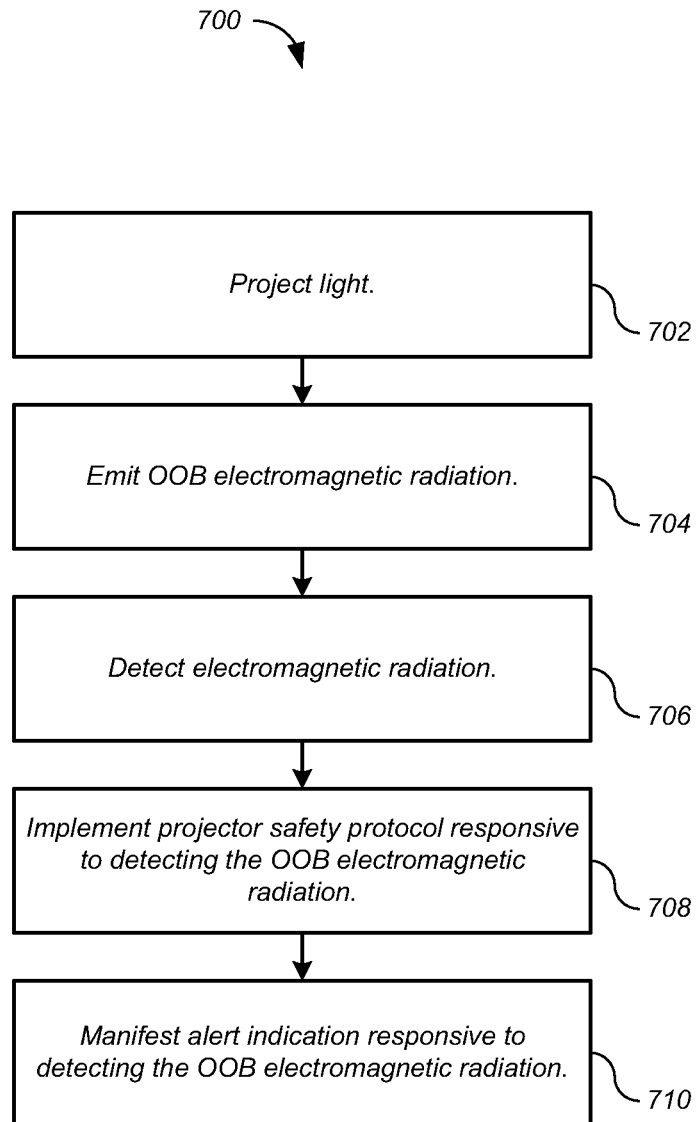 700
Project light.
702
Emit OOB electromagnetic radiation.
704
Detect electromagnetic radiation.
706
Implement projector safety protocol responsive
to detecting the OOB electromagnetic
radiation.
708
Manifest alert indication responsive to
detecting the OOB electromagnetic radiation.
710